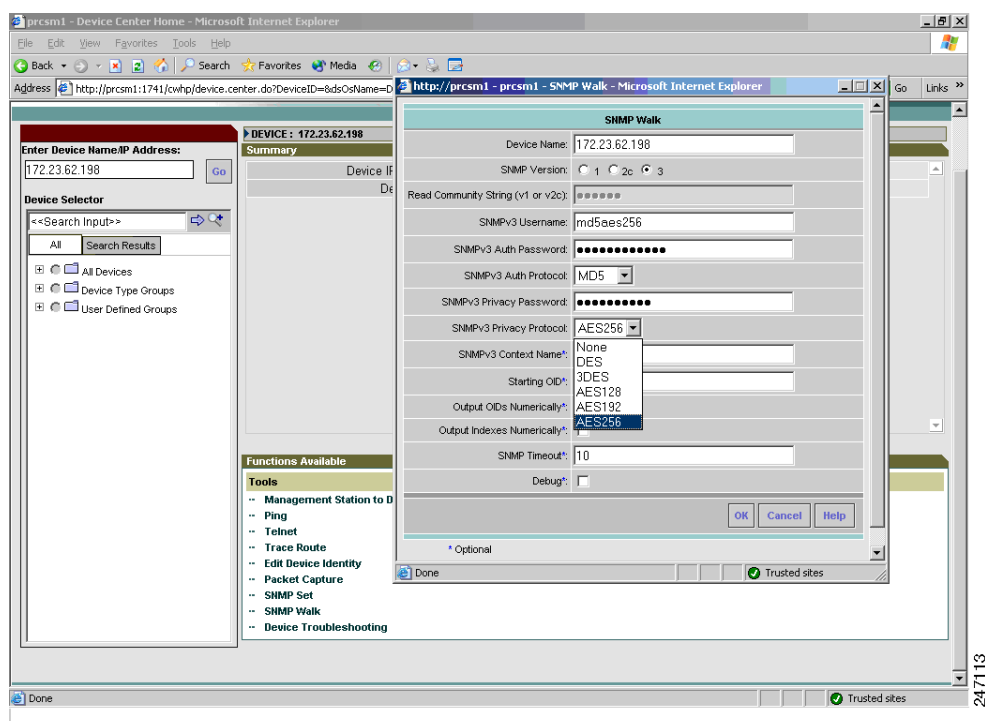 prcsm1 - Device Center Home - Microsoft Internet Explorer
File Edit View Favorites Tools Help
Back Search Favorites Media
Address http://prcsm1:1741/cwhp/device.center.do?DeviceID=8&dsOsName=D
Go Links »
DEVICE : 172.23.62.198
Enter Device Name/IP Address:
172.23.62.198 Go
Device Selector
<<Search Input>>
All Search Results
All Devices
Device Type Groups
User Defined Groups
Summary
Device IP
De
Functions Available
Tools
Management Station to D
Ping
Telnet
Trace Route
Edit Device Identity
Packet Capture
SNMP Set
SNMP Walk
Device Troubleshooting
http://prcsm1 - prcsm1 - SNMP Walk - Microsoft Internet Explorer
SNMP Walk
Device Name: 172.23.62.198
SNMP Version: 1 2c 3
Read Community String (v1 or v2c):
SNMPv3 Username: md5aes256
SNMPv3 Auth Password:
SNMPv3 Auth Protocol: MD5
SNMPv3 Privacy Password:
SNMPv3 Privacy Protocol: AES256
None
DES
3DES
AES128
AES192
AES256
SNMPv3 Context Name*:
Starting OID*:
Output OIDs Numerically*:
Output Indexes Numerically*:
SNMP Timeout*: 10
Debug*:
OK Cancel Help
* Optional
Done Trusted sites
Done Trusted sites
247113